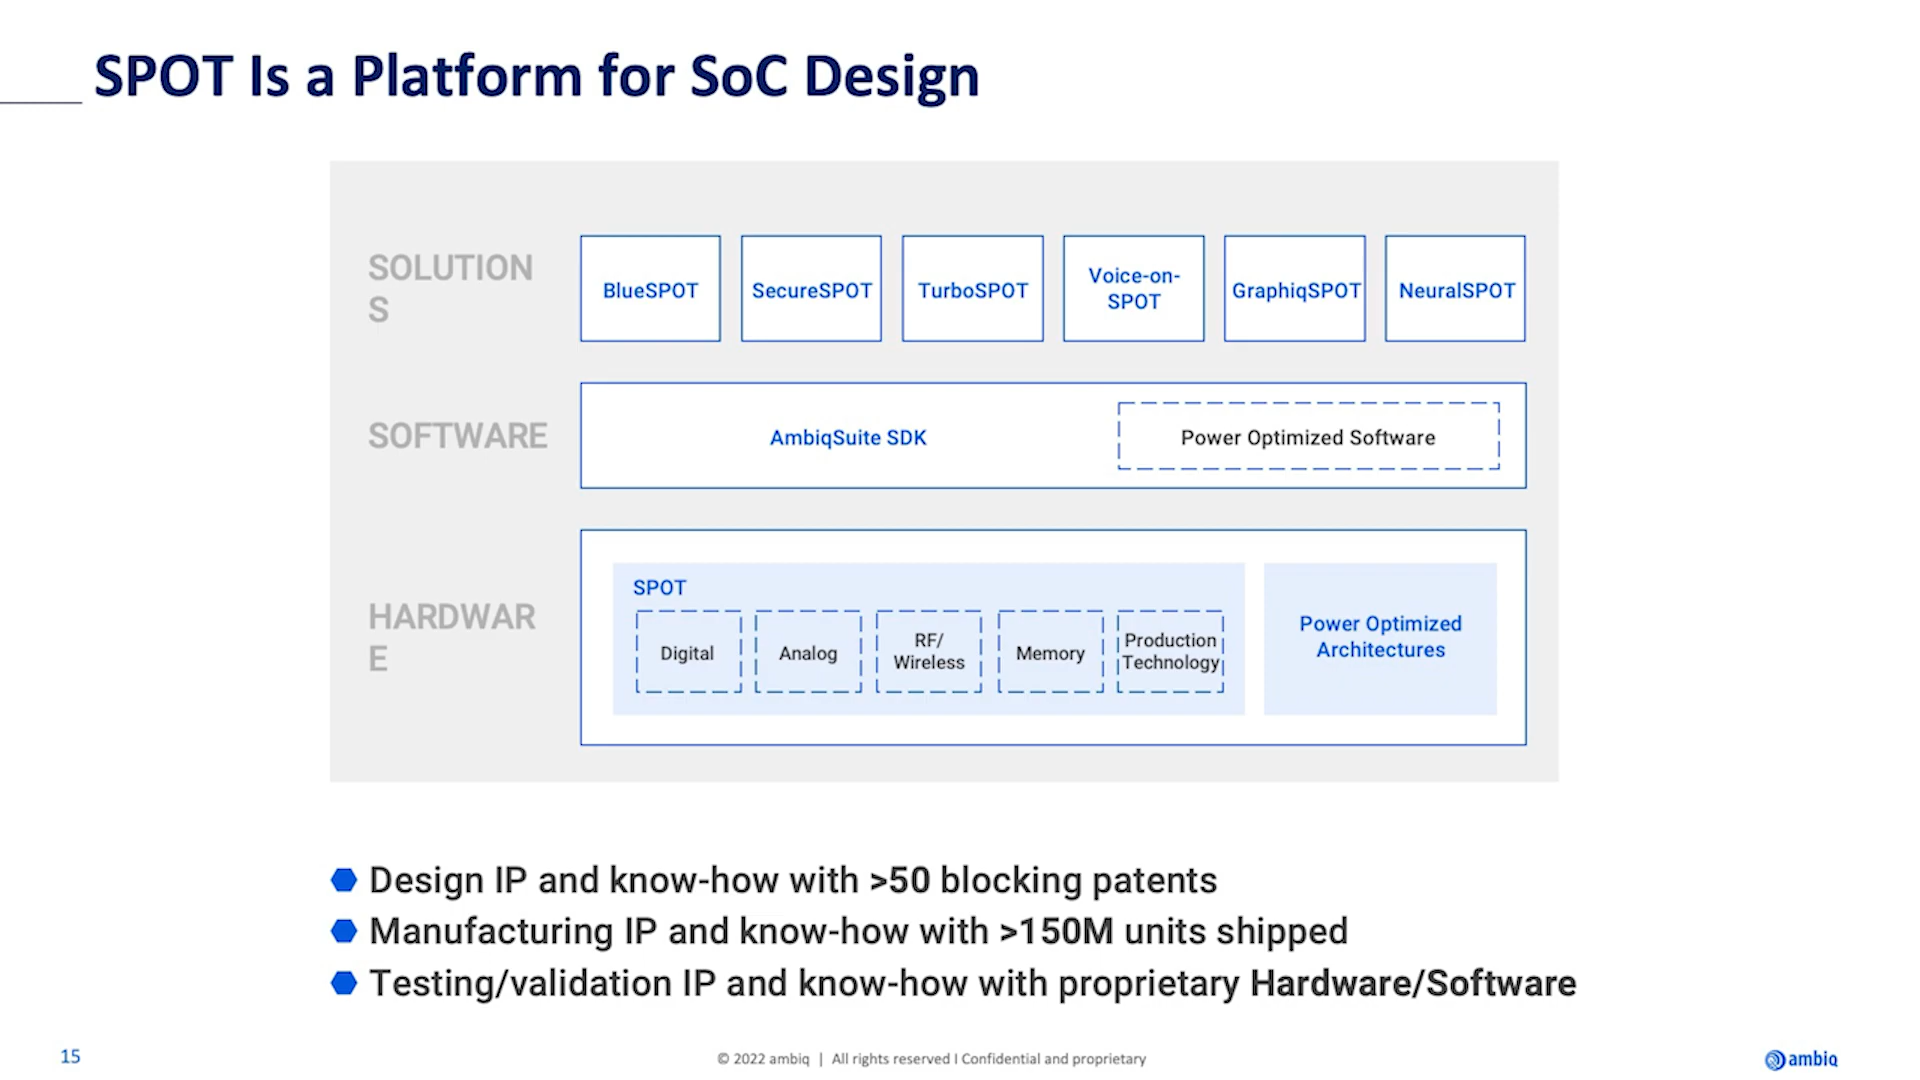 SPOT Is a Platform for SoC Design
SOLUTION
S
BlueSPOT
SecureSPOT
TurboSPOT
Voice-on-
SPOT
GraphiqSPOT
NeuralSPOT
SOFTWARE
AmbiqSuite SDK
Power Optimized Software
HARDWAR
E
SPOT
Digital
Analog
RF/
Wireless
Memory
Production
Technology
Power Optimized
Architectures
Design IP and know-how with >50 blocking patents
Manufacturing IP and know-how with >150M units shipped
Testing/validation IP and know-how with proprietary Hardware/Software
15
© 2022 ambiq | All rights reserved I Confidential and proprietary
ambiq